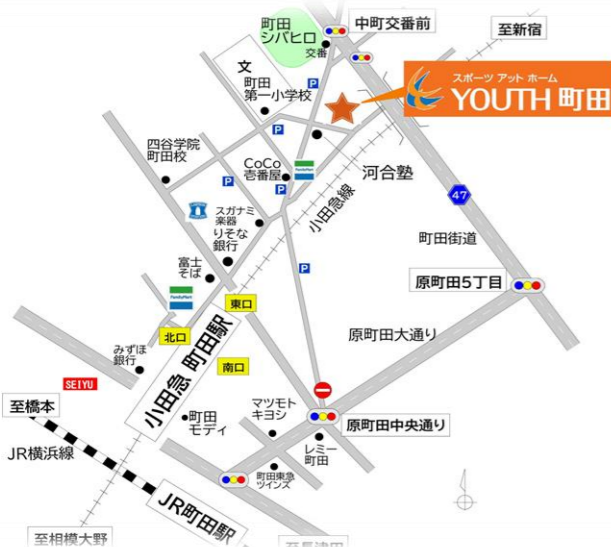 町田
シバヒロ
交番
中町交番前
至新宿
スポーツ アット ホーム
YOUTH 町田
文
町田
第一小学校
P
P
P
P
P
四谷学院
町田校
CoCo
壱番屋
FamilyMart
河合塾
小田急線
47
町田街道
スガナミ
楽器
りそな
銀行
富士
そば
FamilyMart
東口
北口
南口
小田急 町田駅
原町田5丁目
原町田大通り
みずほ
銀行
SEIYU
至橋本
JR横浜線
町田
モディ
マツモト
キヨシ
原町田中央通り
レミー
町田
町田東急
ツインズ
JR町田駅
至相模大野
至長津田